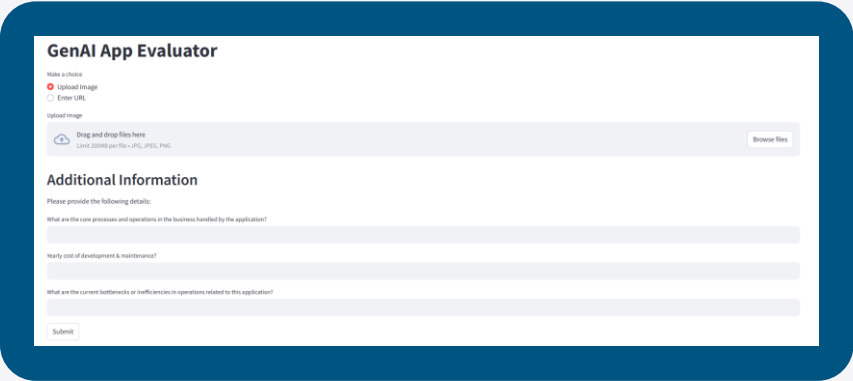 GenAI App Evaluator
Make a choice
Upload Image
Enter URL
Upload Image
Drag and drop files here
Limit 200MB per file • JPG, JPEG, PNG
Browse files
Additional Information
Please provide the following details:
What are the core processes and operations in the business handled by the application?
Yearly cost of development & maintenance?
What are the current bottlenecks or inefficiencies in operations related to this application?
Submit